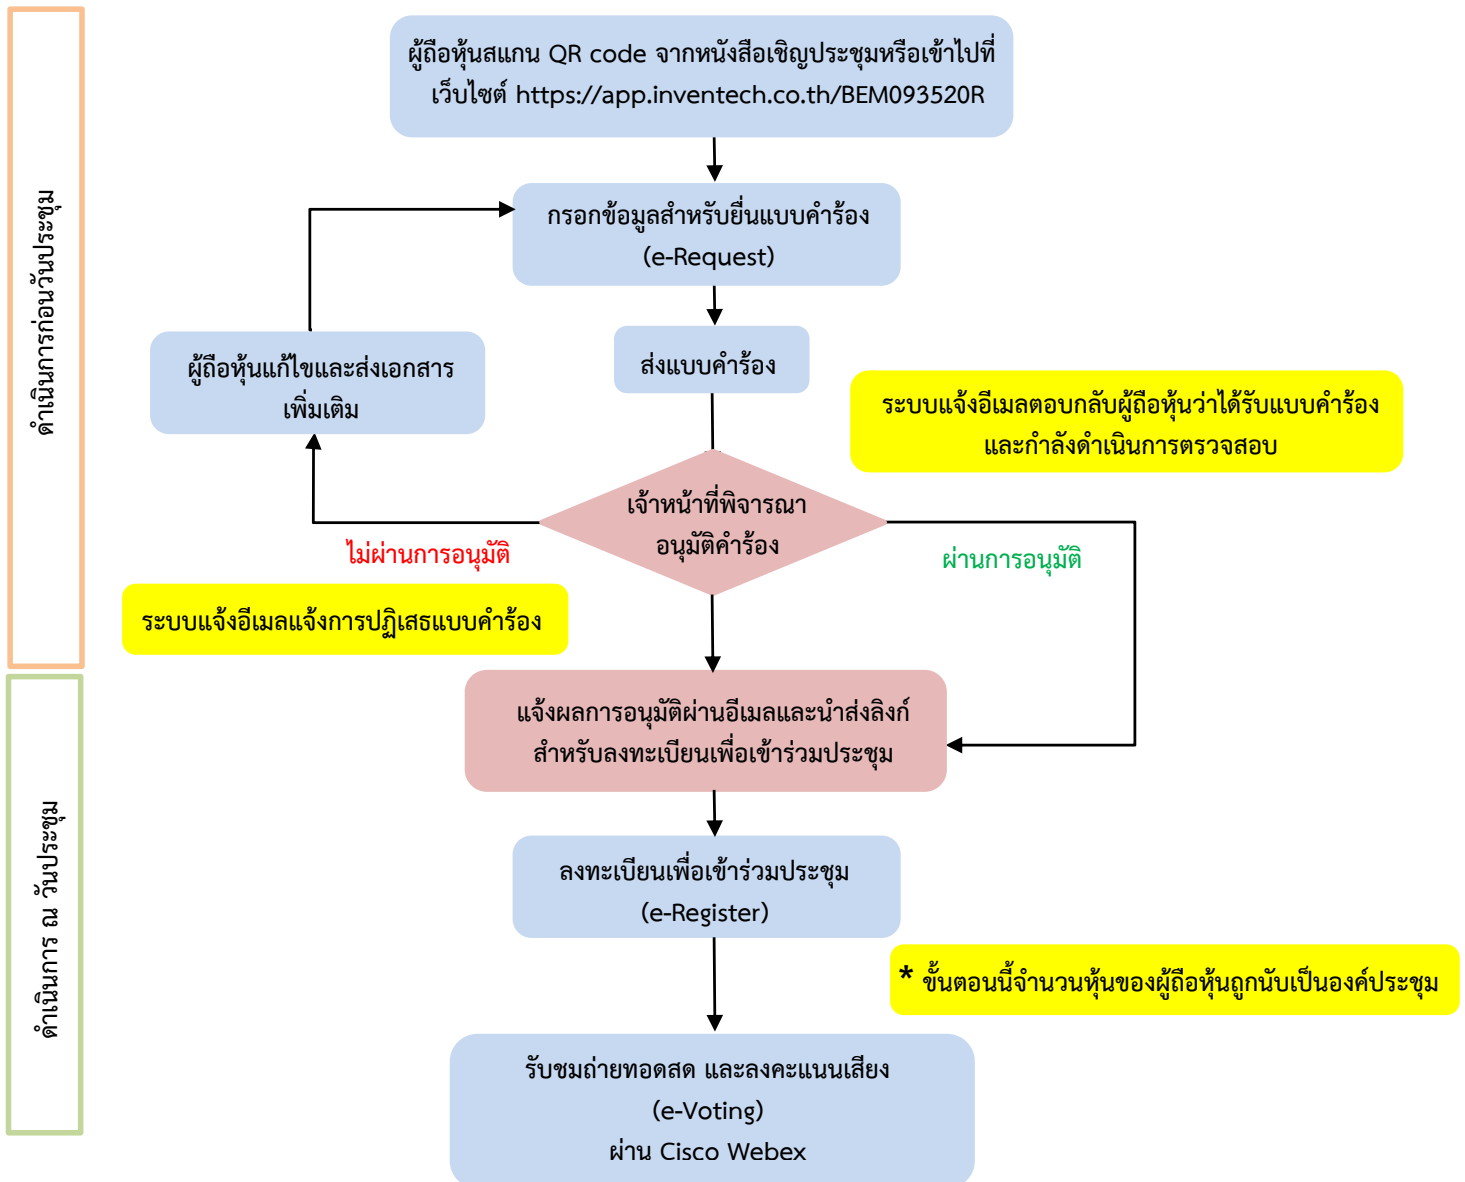 ดำเนินการก่อนวันประชุม
ผู้ถือหุ้นสแกน QR code จากหนังสือเชิญประชุมหรือเข้าไปที่
เว็บไซต์ https://app.inventech.co.th/BEM093520R
กรอกข้อมูลสำหรับยื่นแบบคำร้อง
(e-Request)
ส่งแบบคำร้อง
ผู้ถือหุ้นแก้ไขและส่งเอกสาร
เพิ่มเติม
ระบบแจ้งอีเมลตอบกลับผู้ถือหุ้นว่าได้รับแบบคำร้อง
และกำลังดำเนินการตรวจสอบ
เจ้าหน้าที่พิจารณา
อนุมัติคำร้อง
ไม่ผ่านการอนุมัติ
ผ่านการอนุมัติ
ระบบแจ้งอีเมลแจ้งการปฏิเสธแบบคำร้อง
ดำเนินการ ณ วันประชุม
แจ้งผลการอนุมัติผ่านอีเมลและนำส่งลิงก์
สำหรับลงทะเบียนเพื่อเข้าร่วมประชุม
ลงทะเบียนเพื่อเข้าร่วมประชุม
(e-Register)
* ขั้นตอนนี้จำนวนหุ้นของผู้ถือหุ้นถูกนับเป็นองค์ประชุม
รับชมถ่ายทอดสด และลงคะแนนเสียง
(e-Voting)
ผ่าน Cisco Webex